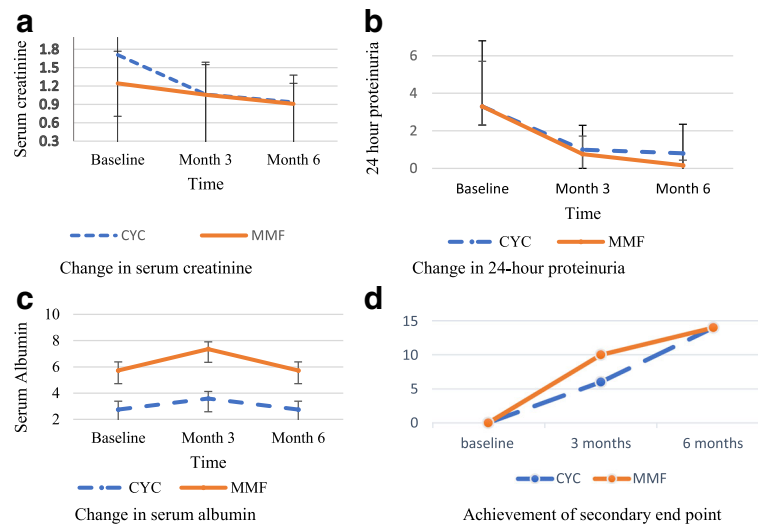 a
Serum creatinine
1.8
1.5
1.2
0.9
0.6
0.3
Baseline Month 3 Month 6
Time
CYC MMF
Change in serum creatinine
b
24 hour proteinuria
6
4
2
0
Baseline Month 3 Month 6
Time
CYC MMF
Change in 24-hour proteinuria
c
Serum Albumin
10
8
6
4
2
Baseline Month 3 Month 6
Time
CYC MMF
Change in serum albumin
d
15
10
5
0
baseline 3 months 6 months
CYC MMF
Achievement of secondary end point